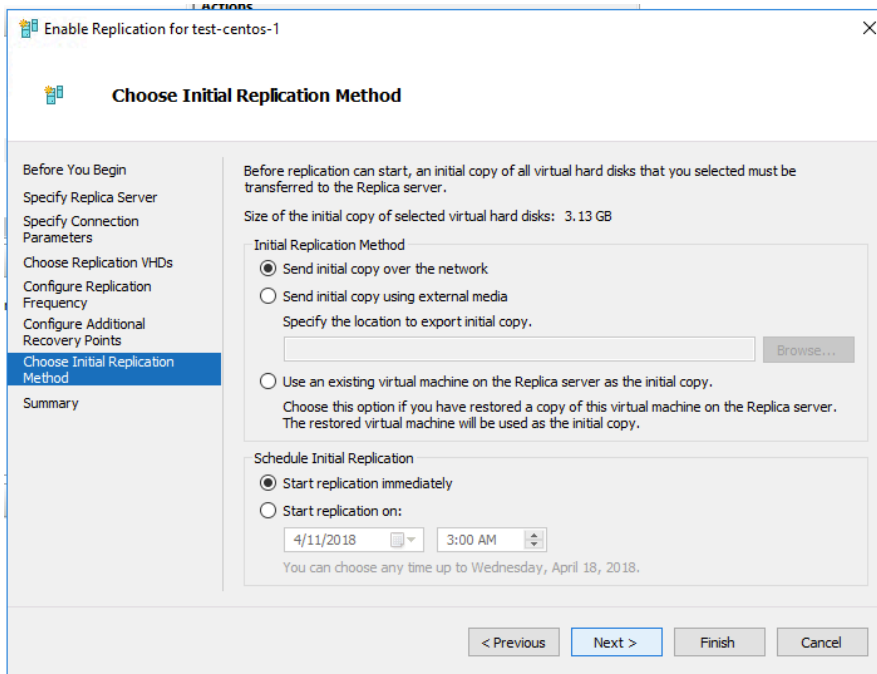 Actions
Enable Replication for test-centos-1
Choose Initial Replication Method
Before You Begin
Specify Replica Server
Specify Connection
Parameters
Choose Replication VHDs
Configure Replication
Frequency
Configure Additional
Recovery Points
Choose Initial Replication
Method
Summary
Before replication can start, an initial copy of all virtual hard disks that you selected must be
transferred to the Replica server.
Size of the initial copy of selected virtual hard disks: 3.13 GB
Initial Replication Method
Send initial copy over the network
Send initial copy using external media
Specify the location to export initial copy.
Browse...
Use an existing virtual machine on the Replica server as the initial copy.
Choose this option if you have restored a copy of this virtual machine on the Replica server.
The restored virtual machine will be used as the initial copy.
Schedule Initial Replication
Start replication immediately
Start replication on:
4/11/2018 3:00 AM
You can choose any time up to Wednesday, April 18, 2018.
< Previous Next > Finish Cancel